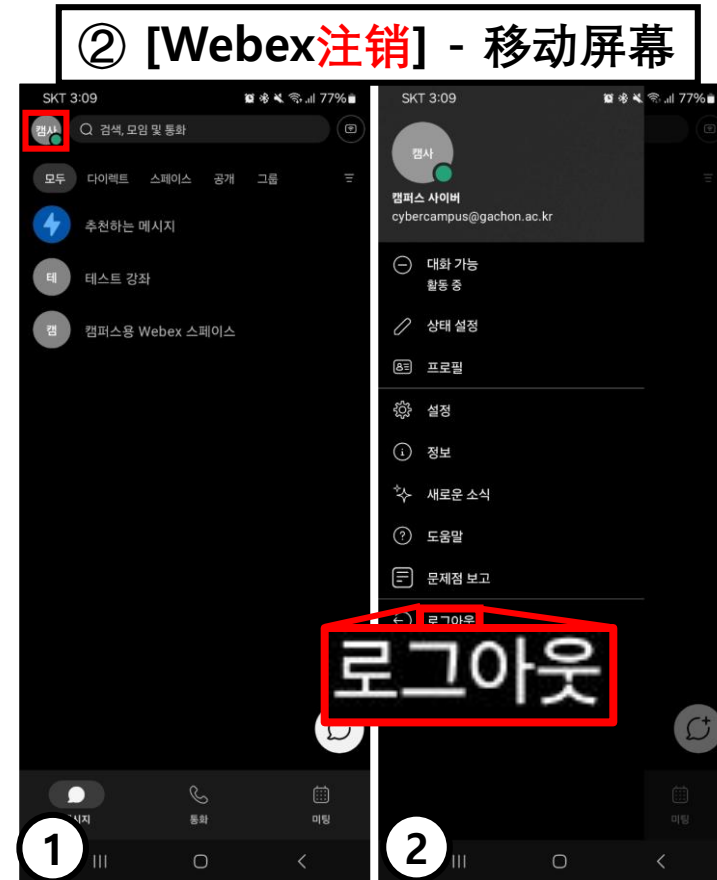 ② [Webex注销] - 移动屏幕
SKT 3:09
77%
캠사
검색, 모임 및 통화
모두 다이렉트 스페이스 공개 그룹
추천하는 메시지
테 테스트 강좌
캠 캠퍼스용 Webex 스페이스
통화
미팅
1
SKT 3:09
77%
캠사
캠퍼스 사이버
cybercampus@gachon.ac.kr
대화 가능
활동 중
상태 설정
프로필
설정
정보
새로운 소식
도움말
문제점 보고
로그아웃
로그아웃
미팅
2